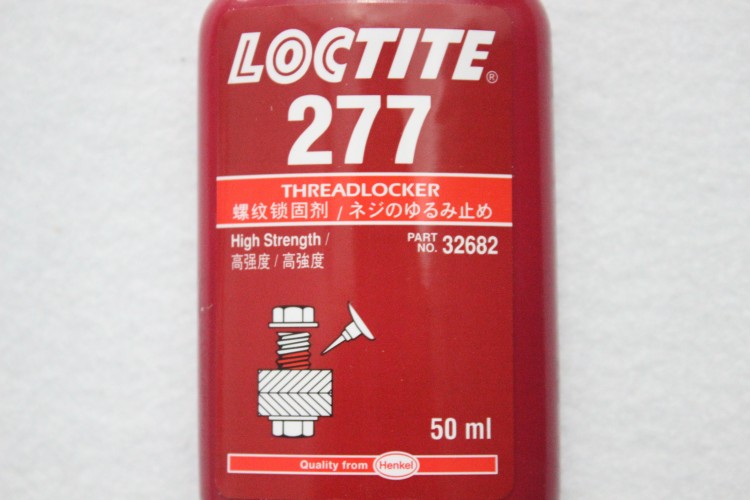 LOCTITE®
277
THREADLOCKER
螺纹锁固剂 / ネジのゆるみ止め
High Strength /
高强度 / 高強度
PART NO. 32682
50 ml
Quality from Henkel